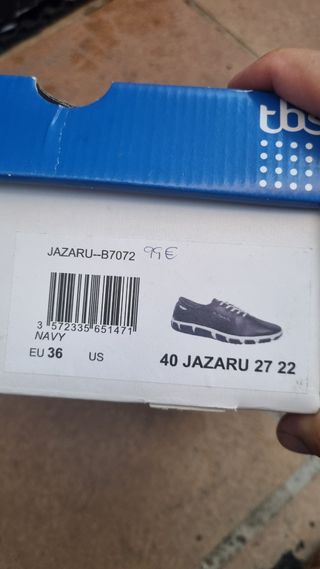 tbs
JAZARU--B7072 99€
3 572335 651471
NAVY
EU 36 US
40 JAZARU 27 22